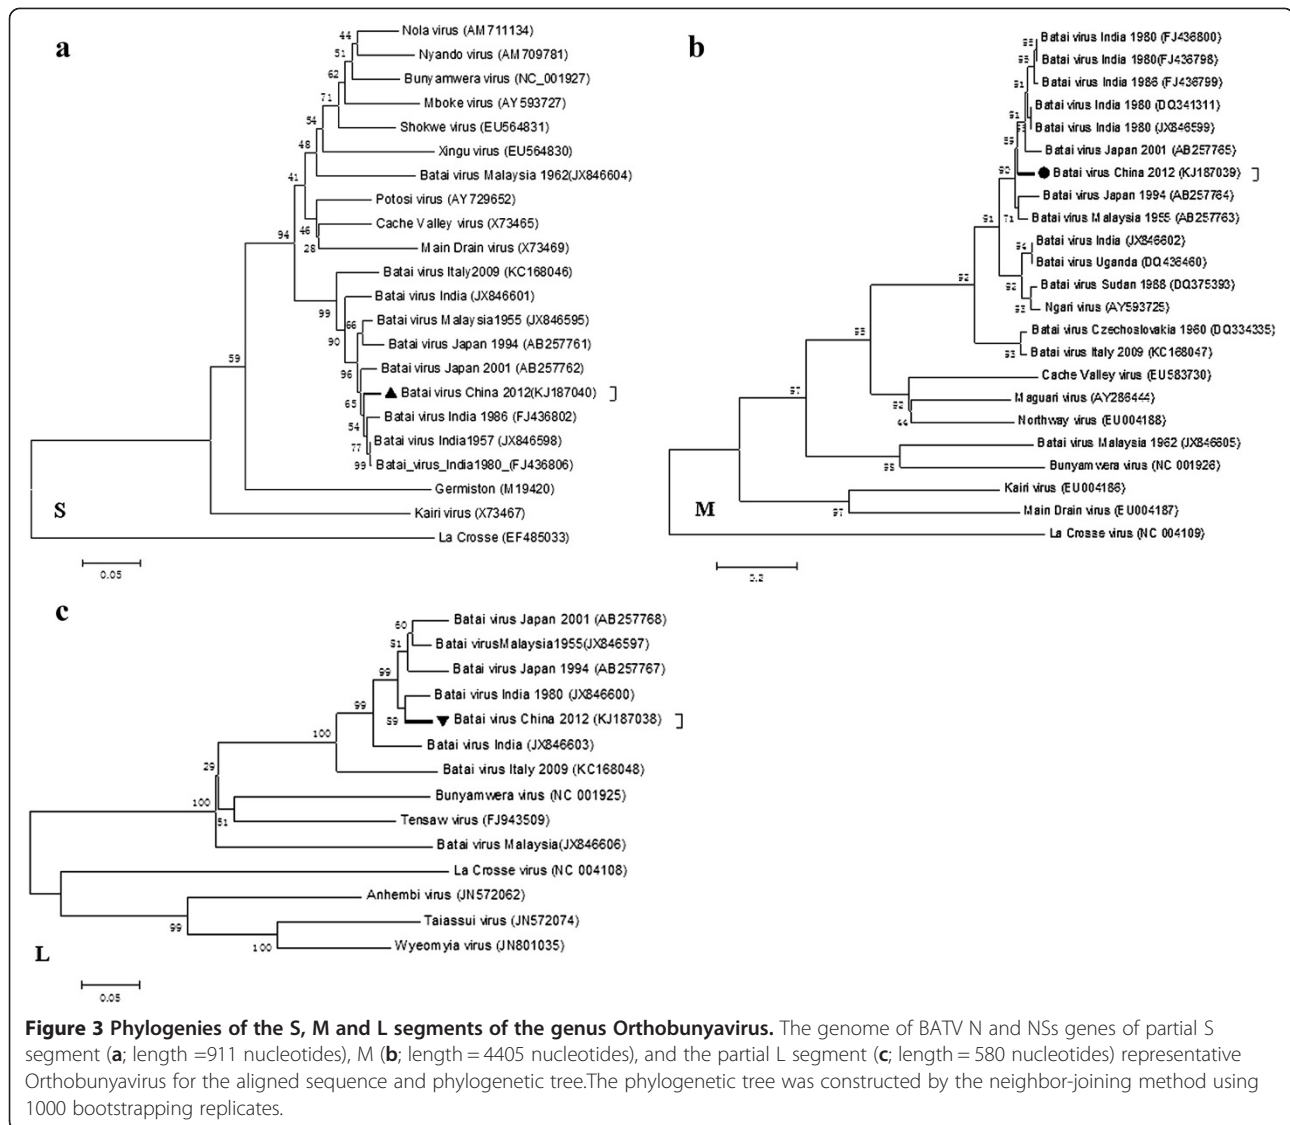 a
44
Nola virus (AM711134)
51
Nyando virus (AM709781)
62
Bunyamwera virus (NC_001927)
71
Mboke virus (AY593727)
54
Shokwe virus (EU564831)
48
Xingu virus (EU564830)
41
Batai virus Malaysia 1962(JX846604)
Potosi virus (AY729652)
46
Cache Valley virus (X73465)
94
28
Main Drain virus (X73469)
Batai virus Italy2009 (KC168046)
99
Batai virus India (JX846601)
66
Batai virus Malaysia1955 (JX846595)
90
Batai virus Japan 1994 (AB257761)
59
96
Batai virus Japan 2001 (AB257762)
Batai virus China 2012(KJ187040)
65
Batai virus India 1986 (FJ436802)
54
Batai virus India1957 (JX846598)
77
99
Batai_virus_India1980_(FJ436806)
Germiston (M19420)
S
Kairi virus (X73467)
La Crosse (EF485033)
0.05
b
Batai virus India 1980 (FJ436800)
Batai virus India 1980(FJ436798)
Batai virus India 1986 (FJ436799)
Batai virus India 1980 (DQ341311)
Batai virus India 1980 (JX846599)
Batai virus Japan 2001 (AB257765)
Batai virus China 2012 (KJ187039)
Batai virus Japan 1994 (AB257764)
71
Batai virus Malaysia 1955 (AB257763)
Batai virus India (JX846602)
Batai virus Uganda (DQ436460)
Batai virus Sudan 1988 (DQ375393)
Ngari virus (AY593725)
Batai virus Czechoslovakia 1960 (DQ334335)
Batai virus Italy 2009 (KC168047)
97
Cache Valley virus (EU583730)
Maguari virus (AY286444)
Northway virus (EU004188)
Batai virus Malaysia 1962 (JX846605)
Bunyamwera virus (NC 001926)
Kairi virus (EU004186)
M
97
Main Drain virus (EU004187)
La Crosse virus (NC 004109)
c
60
Batai virus Japan 2001 (AB257768)
Batai virusMalaysia1955(JX846597)
99
Batai virus Japan 1994 (AB257767)
Batai virus India 1980 (JX846600)
99
Batai virus China 2012 (KJ187038)
100
Batai virus India (JX846603)
29
Batai virus Italy 2009 (KC168048)
100
Bunyamwera virus (NC 001925)
51
Tensaw virus (FJ943509)
Batai virus Malaysia(JX846606)
La Crosse virus (NC 004108)
Anhembi virus (JN572062)
99
Taiassui virus (JN572074)
100
Wyeomyia virus (JN801035)
L
0.05
Figure 3 Phylogenies of the S, M and L segments of the genus Orthobunyavirus. The genome of BATV N and NSs genes of partial S
segment (a; length =911 nucleotides), M (b; length = 4405 nucleotides), and the partial L segment (c; length = 580 nucleotides) representative
Orthobunyavirus for the aligned sequence and phylogenetic tree.The phylogenetic tree was constructed by the neighbor-joining method using
1000 bootstrapping replicates.